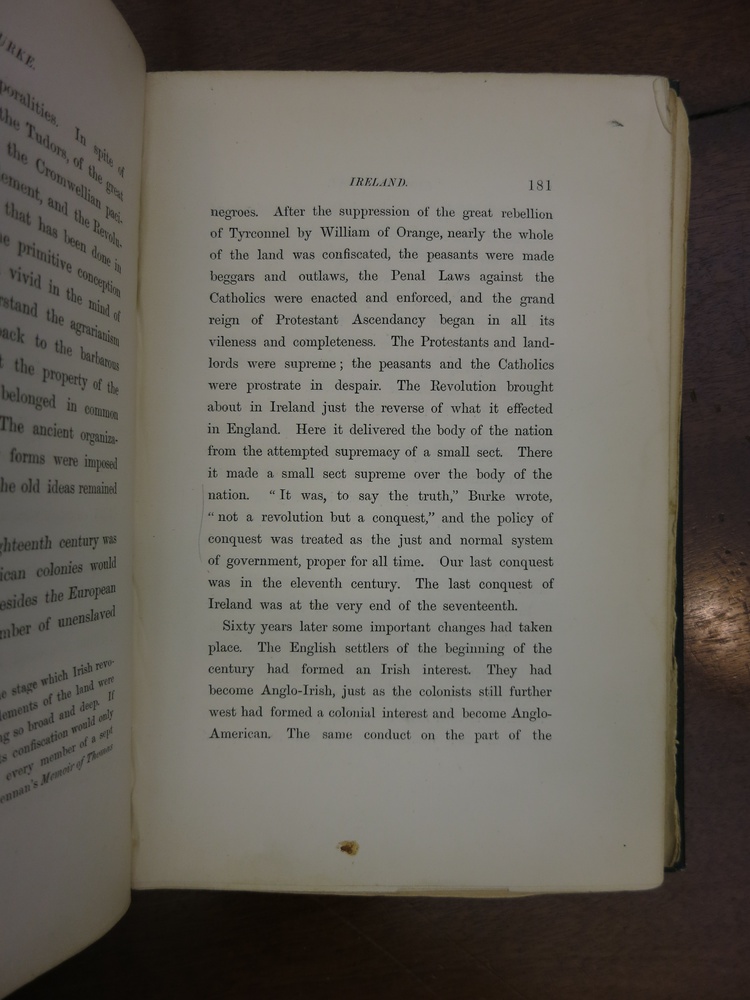 URKE.
poralities. In spite of
the Tudors, of the great
the Cromwellian paci-
lement, and the Revolu-
that has been done in
e primitive conception
vivid in the mind of
rstand the agrarianism
back to the barbarous
t the property of the
belonged in common
The ancient organiza-
forms were imposed
he old ideas remained
ghteenth century was
ican colonies would
esides the European
mber of unenslaved
e stage which Irish revo-
lements of the land were
ng so broad and deep. If
ts confiscation would only
every member of a sept
ennan's Memoir of Thomas
IRELAND. 181
negroes. After the suppression of the great rebellion
of Tyrconnel by William of Orange, nearly the whole
of the land was confiscated, the peasants were made
beggars and outlaws, the Penal Laws against the
Catholics were enacted and enforced, and the grand
reign of Protestant Ascendancy began in all its
vileness and completeness. The Protestants and land-
lords were supreme; the peasants and the Catholics
were prostrate in despair. The Revolution brought
about in Ireland just the reverse of what it effected
in England. Here it delivered the body of the nation
from the attempted supremacy of a small sect. There
it made a small sect supreme over the body of the
nation. "It was, to say the truth," Burke wrote,
"not a revolution but a conquest," and the policy of
conquest was treated as the just and normal system
of government, proper for all time. Our last conquest
was in the eleventh century. The last conquest of
Ireland was at the very end of the seventeenth.
Sixty years later some important changes had taken
place. The English settlers of the beginning of the
century had formed an Irish interest. They had
become Anglo-Irish, just as the colonists still further
west had formed a colonial interest and become Anglo-
American. The same conduct on the part of the